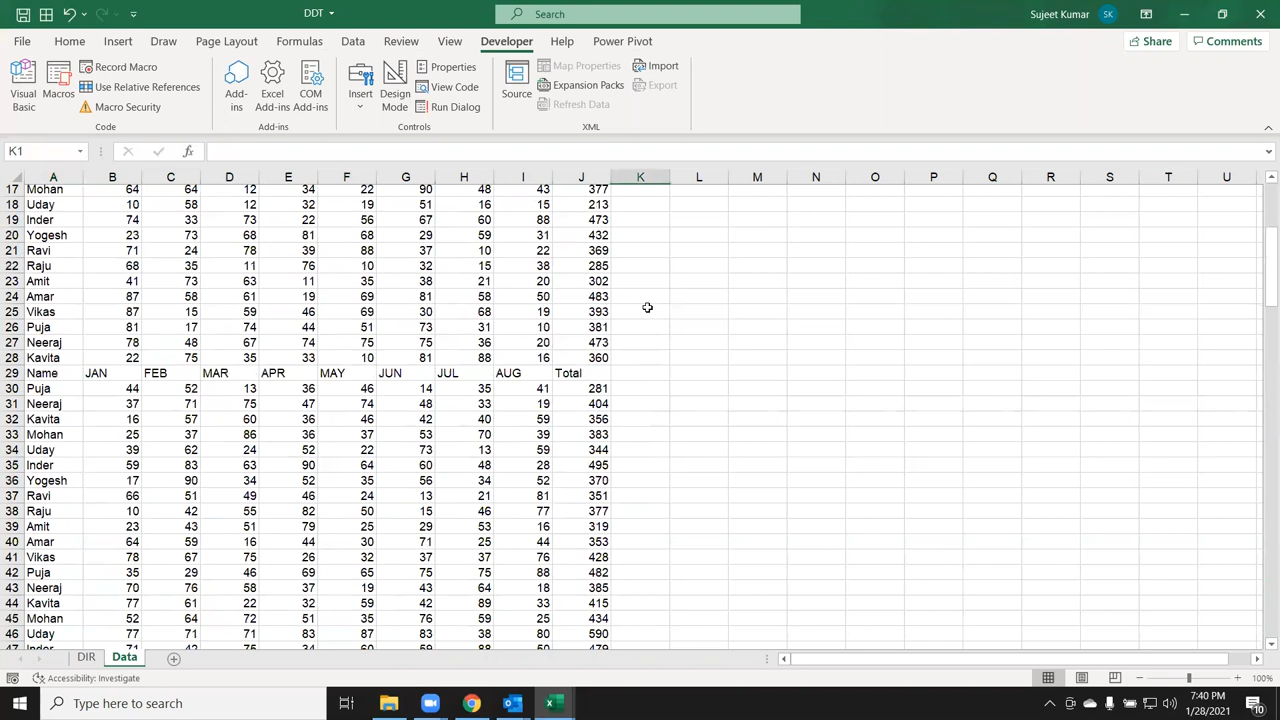 DDT
Search
Sujeet Kumar SK
File Home Insert Draw Page Layout Formulas Data Review View Developer Help Power Pivot Share Comments
Visual Basic
Macros
Record Macro
Use Relative References
Macro Security
Code
Add-ins
Excel Add-ins
COM Add-ins
Add-ins
Insert
Design Mode
Properties
View Code
Run Dialog
Controls
Source
Map Properties
Expansion Packs
Refresh Data
Import
Export
XML
K1 fx
A B C D E F G H I J K L M N O P Q R S T U
17 Mohan 64 64 12 34 22 90 48 43 377
18 Uday 10 58 12 32 19 51 16 15 213
19 Inder 74 33 73 22 56 67 60 88 473
20 Yogesh 23 73 68 81 68 29 59 31 432
21 Ravi 71 24 78 39 88 37 10 22 369
22 Raju 68 35 11 76 10 32 15 38 285
23 Amit 41 73 63 11 35 38 21 20 302
24 Amar 87 58 61 19 69 81 58 50 483
25 Vikas 87 15 59 46 69 30 68 19 393
26 Puja 81 17 74 44 51 73 31 10 381
27 Neeraj 78 48 67 74 75 75 36 20 473
28 Kavita 22 75 35 33 10 81 88 16 360
29 Name JAN FEB MAR APR MAY JUN JUL AUG Total
30 Puja 44 52 13 36 46 14 35 41 281
31 Neeraj 37 71 75 47 74 48 33 19 404
32 Kavita 16 57 60 36 46 42 40 59 356
33 Mohan 25 37 86 36 37 53 70 39 383
34 Uday 39 62 24 52 22 73 13 59 344
35 Inder 59 83 63 90 64 60 48 28 495
36 Yogesh 17 90 34 52 35 56 34 52 370
37 Ravi 66 51 49 46 24 13 21 81 351
38 Raju 10 42 55 82 50 15 46 77 377
39 Amit 23 43 51 79 25 29 53 16 319
40 Amar 64 59 16 44 30 71 25 44 353
41 Vikas 78 67 75 26 32 37 37 76 428
42 Puja 35 29 46 69 65 75 75 88 482
43 Neeraj 70 76 58 37 19 43 64 18 385
44 Kavita 77 61 22 32 59 42 89 33 415
45 Mohan 52 64 72 51 35 76 59 25 434
46 Uday 77 71 71 83 87 83 38 80 590
47 Inder 71 42 75 34 60 59 88 50 479
DIR Data
Accessibility: Investigate
100%
Type here to search
7:40 PM
1/28/2021